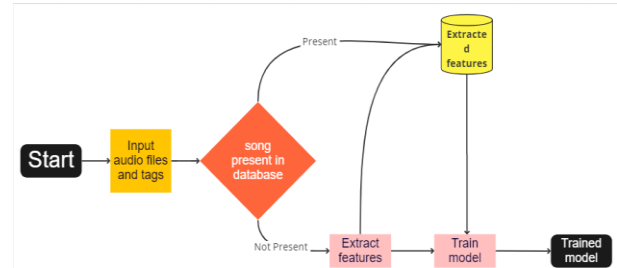 Present
Extracte
d
features
Start
Input
audio files
and tags
song
present in
database
Not Present
Extract
features
Train
model
Trained
model